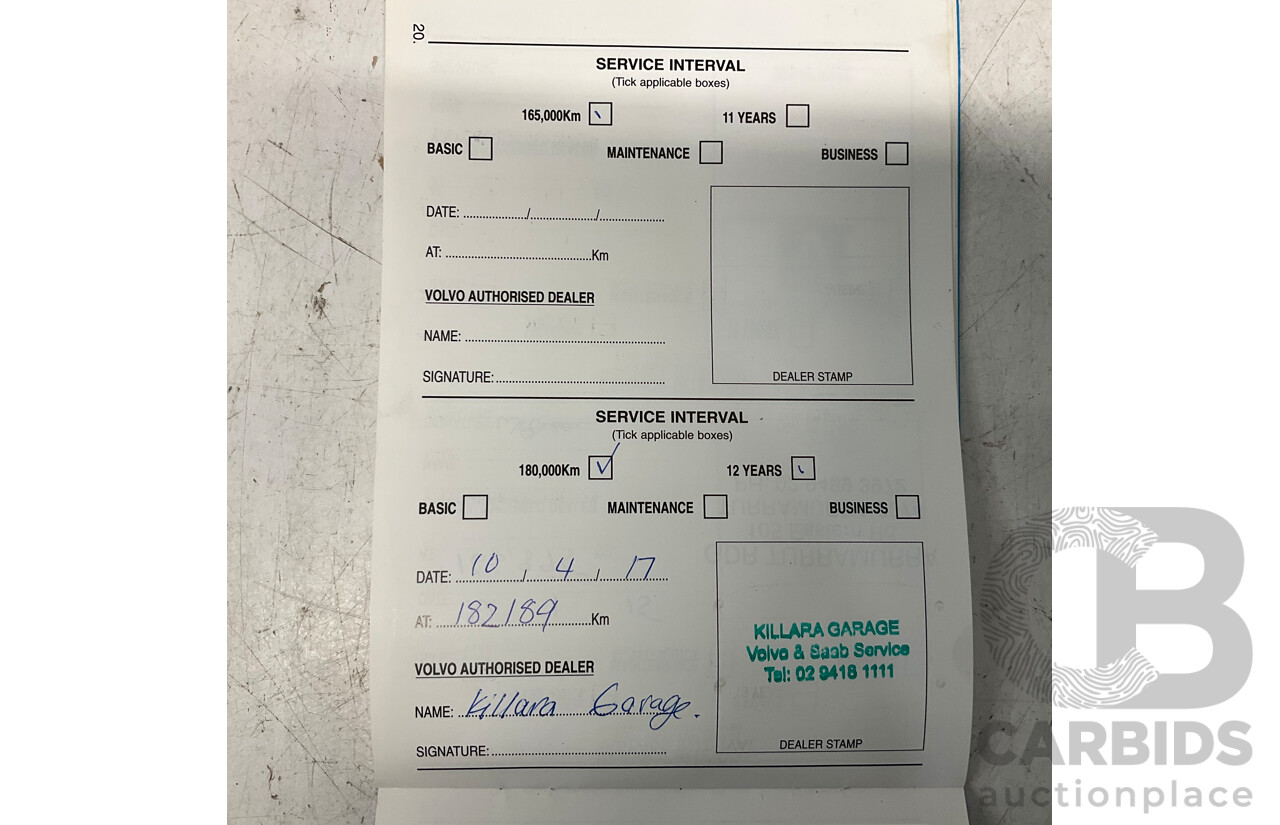 20.
SERVICE INTERVAL
(Tick applicable boxes)
165,000Km 11 YEARS
BASIC MAINTENANCE BUSINESS
DATE: ............/............/............
AT: ............Km
VOLVO AUTHORISED DEALER
NAME: ............
SIGNATURE: ............
DEALER STAMP
SERVICE INTERVAL
(Tick applicable boxes)
180,000Km 12 YEARS
BASIC MAINTENANCE BUSINESS
DATE: 10 / 4 / 17
AT: 182189 Km
VOLVO AUTHORISED DEALER
NAME: Killara Garage.
SIGNATURE: ............
KILLARA GARAGE
Volvo & Saab Service
Tel: 02 9416 1111
DEALER STAMP
CB
CARBIDS
auctionplace